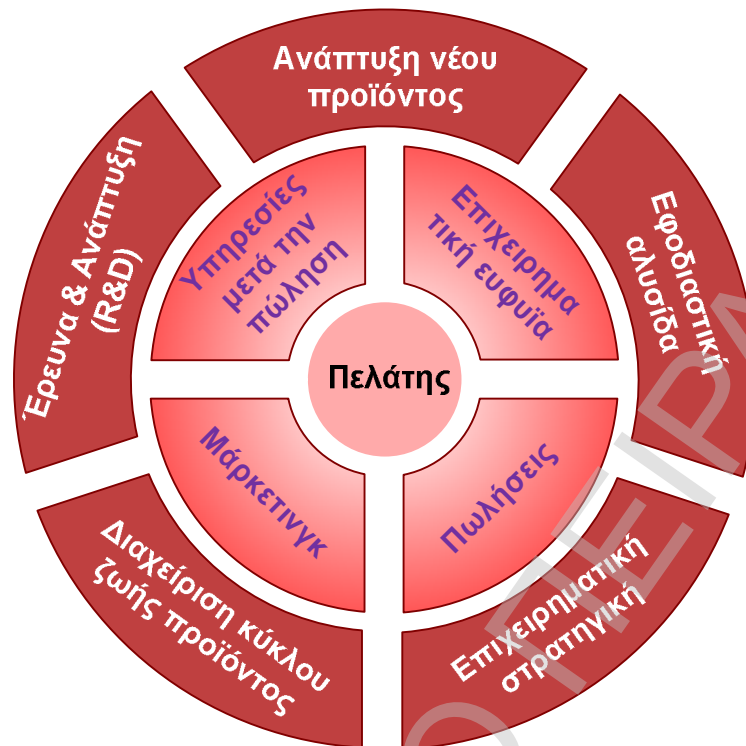 Ανάπτυξη νέου
προϊόντος
Εφοδιαστική
αλυσίδα
Επιχειρηματική
στρατηγική
Διαχείριση κύκλου
ζωής προϊόντος
Έρευνα & Ανάπτυξη
(R&D)
Υπηρεσίες
μετά την
πώληση
Επιχειρημα
τική ευφυϊα
Πωλήσεις
Μάρκετινγκ
Πελάτης